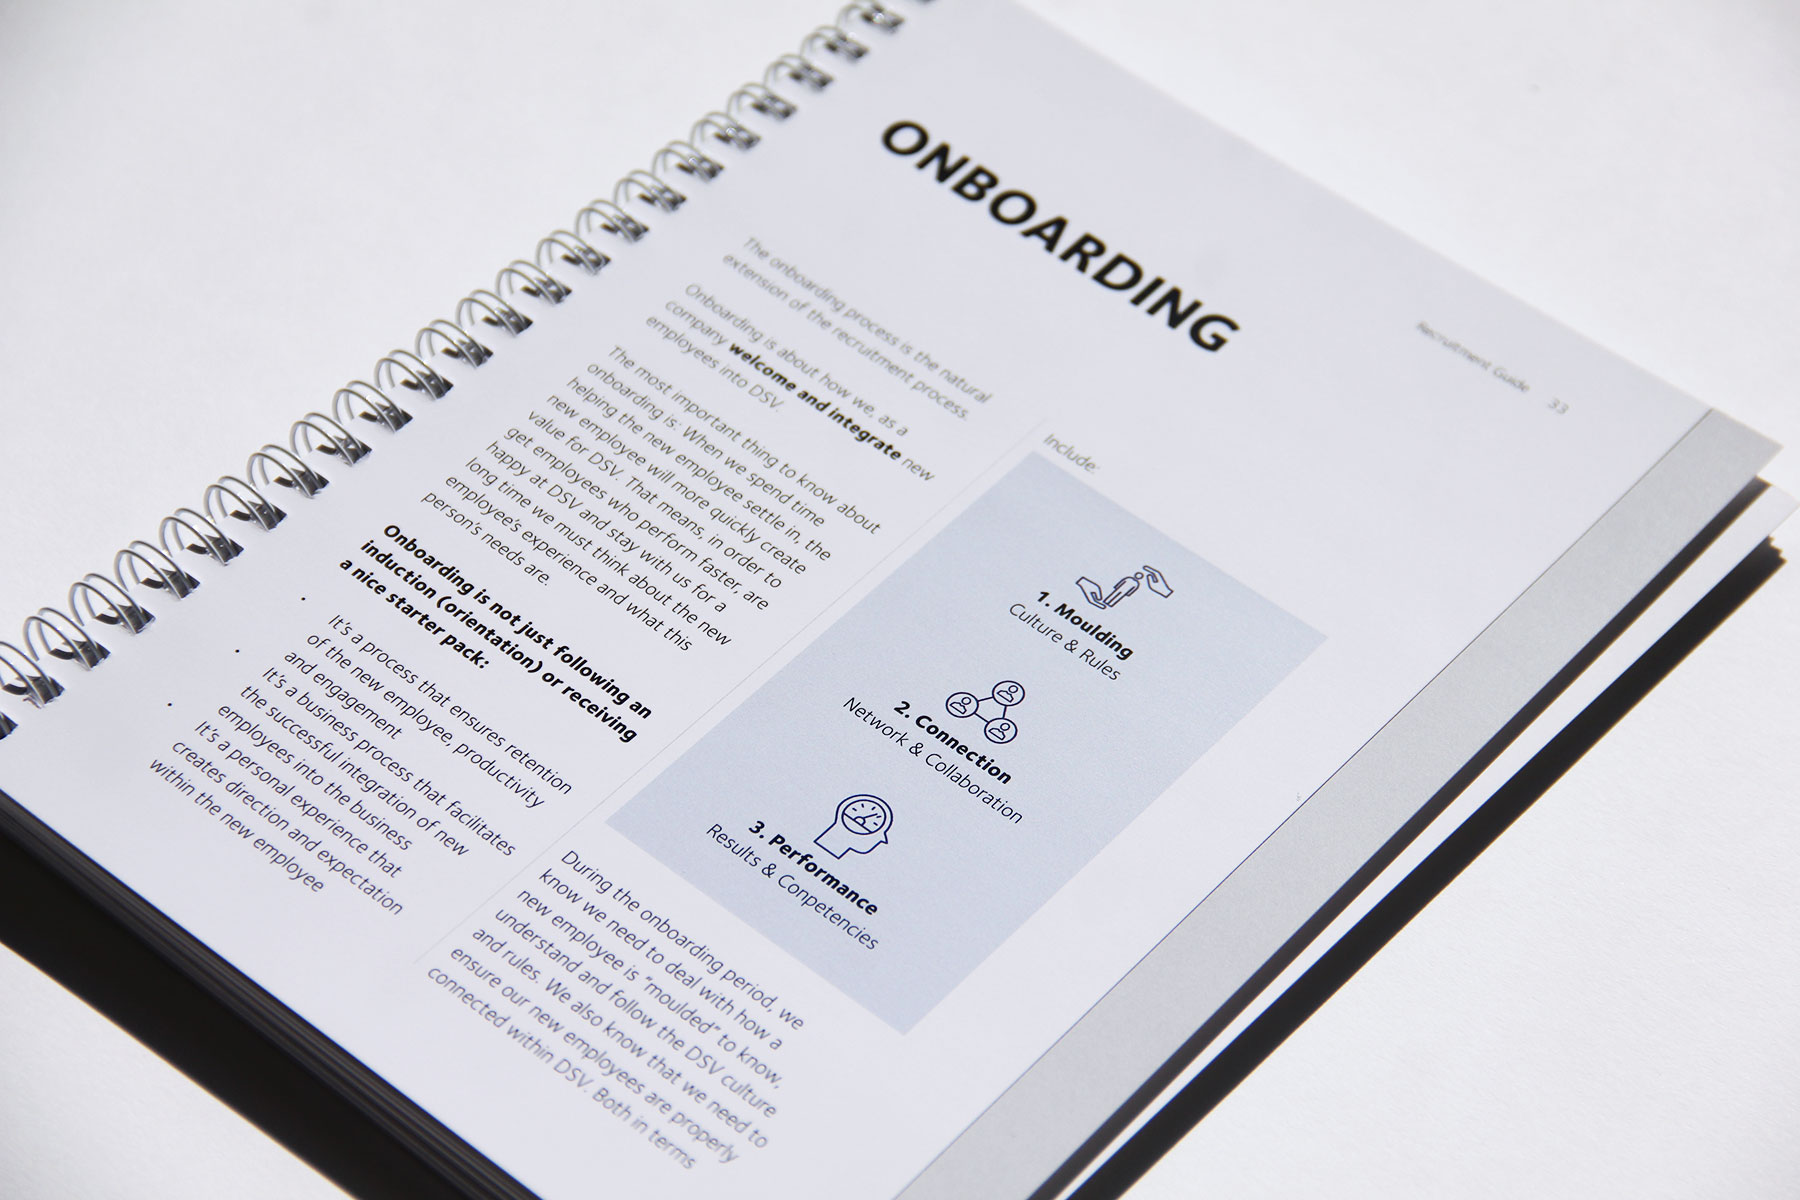 Recruitment Guide 33
ONBOARDING
The onboarding process is the natural
extension of the recruitment process.
Onboarding is about how we, as a
company welcome and integrate new
employees into DSV.
The most important thing to know about
onboarding is: When we spend time
helping the new employee settle in, the
new employee will more quickly create
value for DSV. That means, in order to
get employees who perform faster, are
happy at DSV and stay with us for a
long time we must think about the new
employee's experience and what this
person's needs are.
Onboarding is not just following an
induction (orientation) or receiving
a nice starter pack:
• It's a process that ensures retention
of the new employee, productivity
and engagement
• It's a business process that facilitates
the successful integration of new
employees into the business
• It's a personal experience that
creates direction and expectation
within the new employee
Include:
1. Moulding
Culture & Rules
2. Connection
Network & Collaboration
3. Performance
Results & Conpetencies
During the onboarding period, we
know we need to deal with how a
new employee is "moulded" to know,
understand and follow the DSV culture
and rules. We also know that we need to
ensure our new employees are properly
connected within DSV. Both in terms